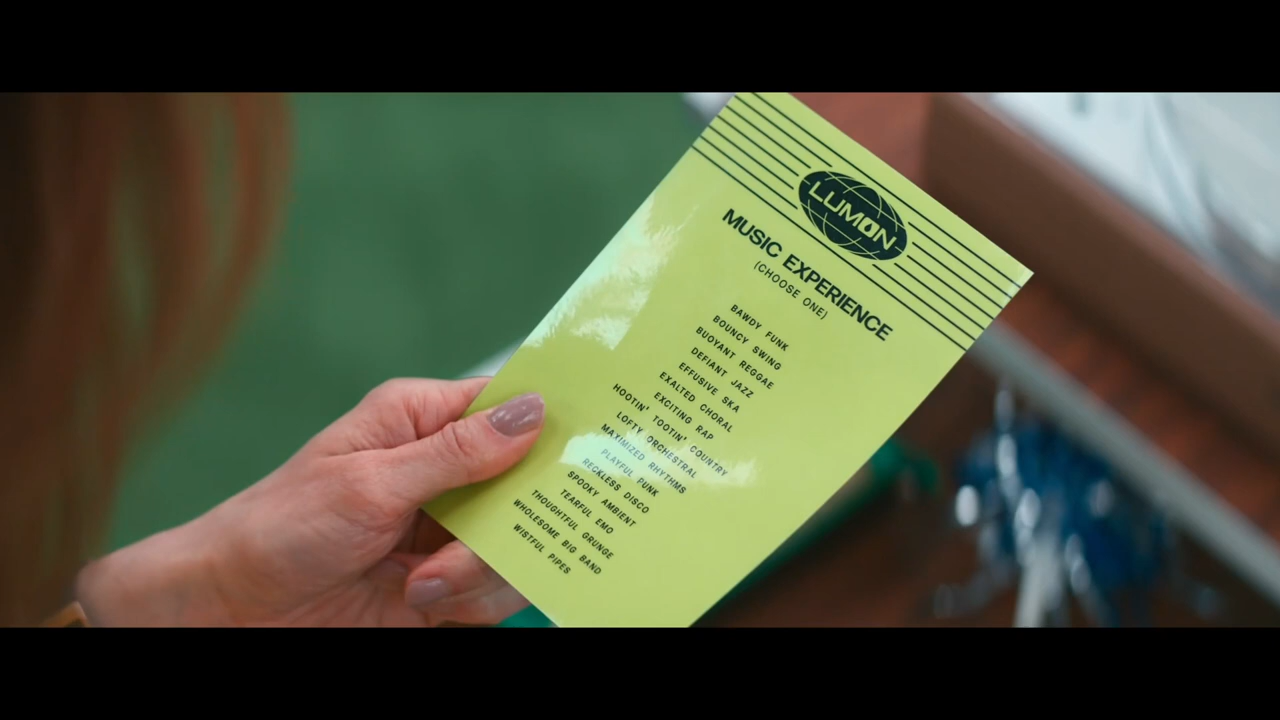 LUMON
MUSIC EXPERIENCE
(CHOOSE ONE)
BAWDY FUNK
BOUNCY SWING
BUOYANT REGGAE
DEFIANT JAZZ
EFFUSIVE SKA
EXALTED CHORAL
EXCITING RAP
HOOTIN' TOOTIN' COUNTRY
LOFTY ORCHESTRAL
MAXIMIZED RHYTHMS
PLAYFUL PUNK
RECKLESS DISCO
SPOOKY AMBIENT
TEARFUL EMO
THOUGHTFUL GRUNGE
WHOLESOME BIG BAND
WISTFUL PIPES